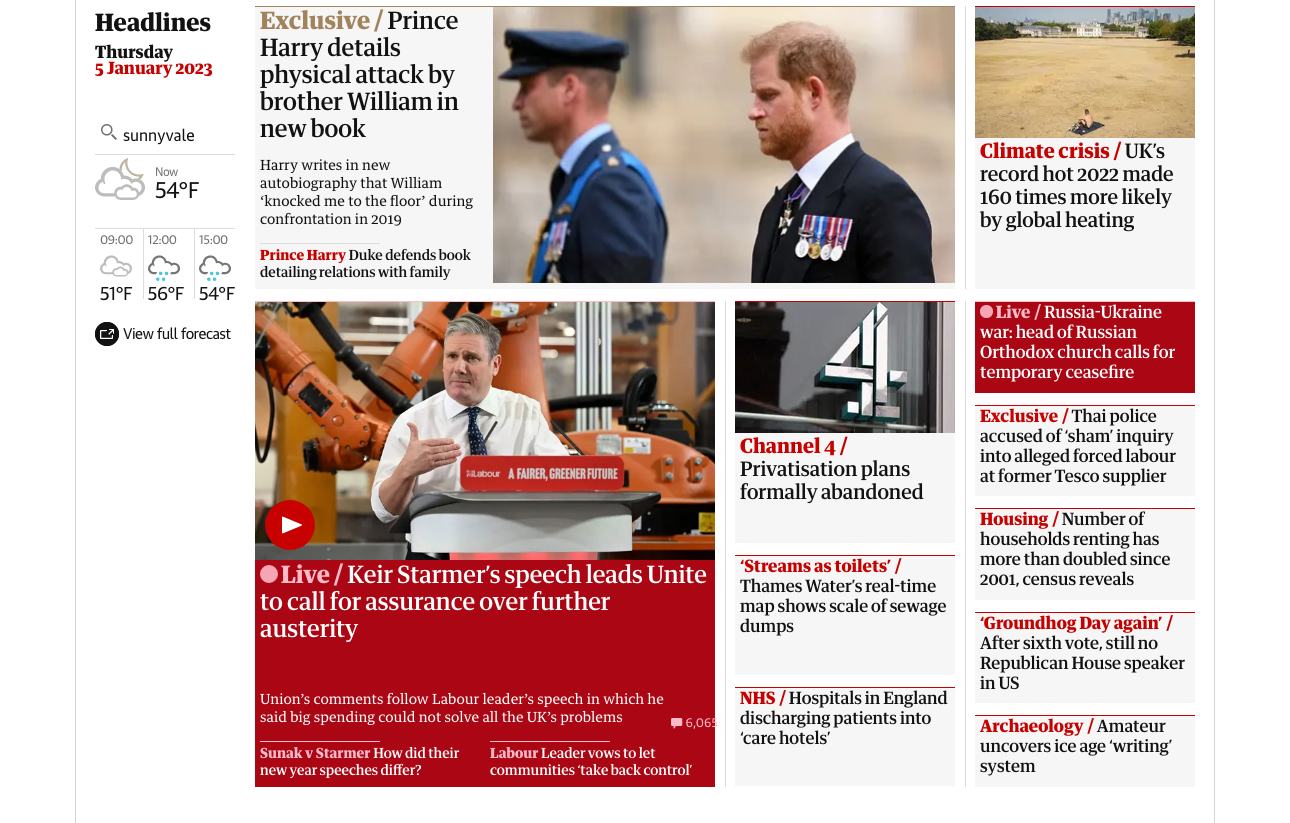 Headlines
Thursday
5 January 2023
sunnyvale
Now
54°F
09:00
51°F
12:00
56°F
15:00
54°F
View full forecast
Exclusive / Prince
Harry details
physical attack by
brother William in
new book
Harry writes in new
autobiography that William
‘knocked me to the floor’ during
confrontation in 2019
Prince Harry Duke defends book
detailing relations with family
Climate crisis / UK’s
record hot 2022 made
160 times more likely
by global heating
Labour
A FAIRER, GREENER FUTURE
Live / Keir Starmer’s speech leads Unite
to call for assurance over further
austerity
Union’s comments follow Labour leader’s speech in which he
said big spending could not solve all the UK’s problems
6,065
Sunak v Starmer How did their
new year speeches differ?
Labour Leader vows to let
communities ‘take back control’
4
Channel 4 /
Privatisation plans
formally abandoned
‘Streams as toilets’ /
Thames Water’s real-time
map shows scale of sewage
dumps
NHS / Hospitals in England
discharging patients into
‘care hotels’
Live / Russia-Ukraine
war: head of Russian
Orthodox church calls for
temporary ceasefire
Exclusive / Thai police
accused of ‘sham’ inquiry
into alleged forced labour
at former Tesco supplier
Housing / Number of
households renting has
more than doubled since
2001, census reveals
‘Groundhog Day again’ /
After sixth vote, still no
Republican House speaker
in US
Archaeology / Amateur
uncovers ice age ‘writing’
system